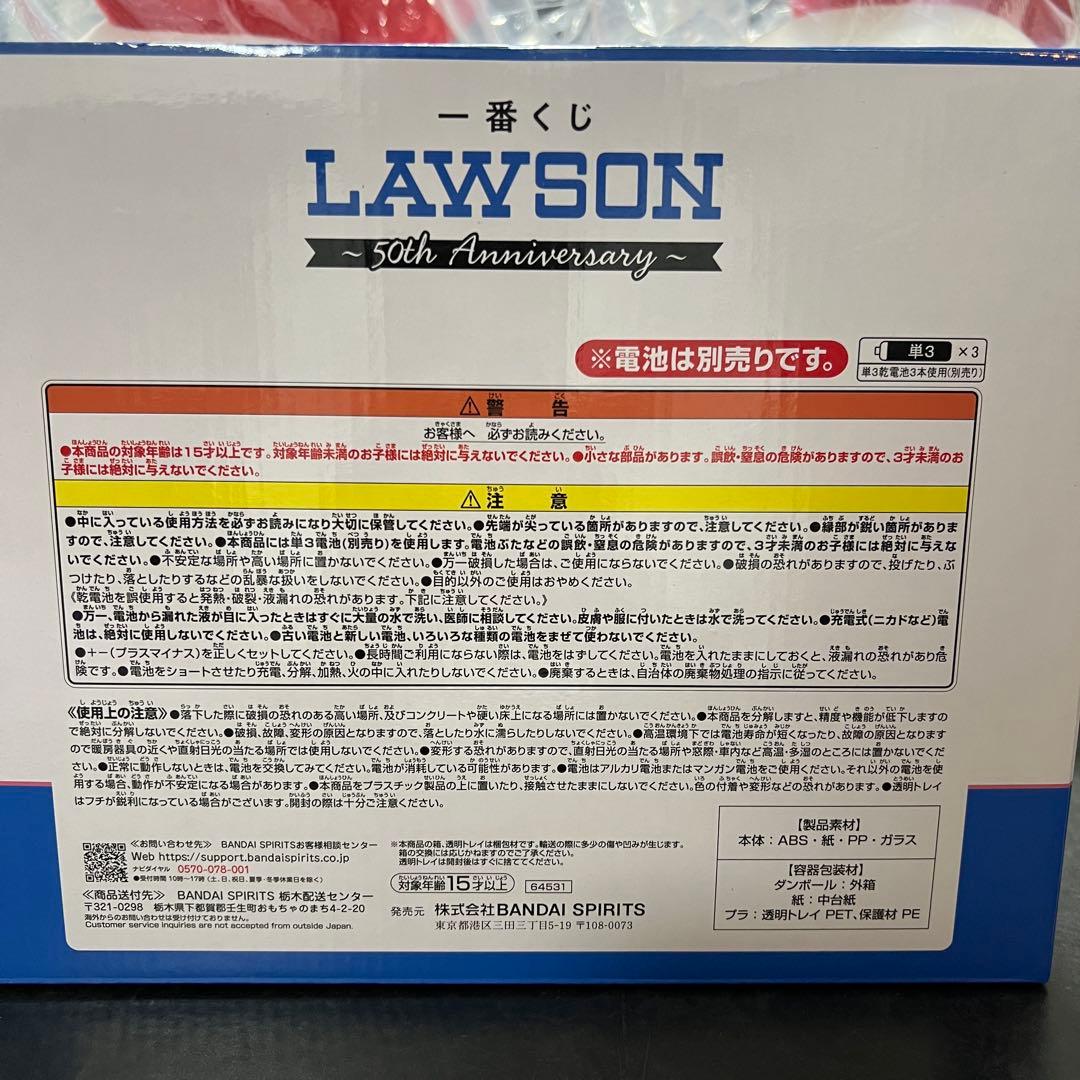 一番くじ
LAWSON
~50th Anniversary~
※電池は別売りです。
単3 ×3
単3乾電池3本使用(別売り)
⚠警告
お客様へ 必ずお読みください。
●本商品の対象年齢は15才以上です。対象年齢未満のお子様には絶対に与えないでください。●小さな部品があります。誤飲・窒息の危険がありますので、3才未満のお
子様には絶対に与えないでください。
⚠注意
●中に入っている使用方法を必ずお読みになり大切に保管してください。●先端が尖っている箇所がありますので、注意してください。●縁部が鋭い箇所がありま
すので、注意してください。●本商品には単3電池(別売り)を使用します。電池ぶたなどの誤飲・窒息の危険がありますので、3才未満のお子様には絶対に与えな
いでください。●不安定な場所や高い場所に置かないでください。●万一破損した場合は、ご使用にならないでください。●破損の恐れがありますので、投げたり、ぶ
つけたり、落としたりするなどの乱暴な扱いをしないでください。●目的以外のご使用はおやめください。
《乾電池を誤使用すると発熱・破裂・液漏れの恐れがあります。下記に注意してください。》
●万一、電池から漏れた液が目に入ったときはすぐに大量の水で洗い、医師に相談してください。皮膚や服に付いたときは水で洗ってください。●充電式(ニカドなど)電
池は、絶対に使用しないでください。●古い電池と新しい電池、いろいろな種類の電池をまぜて使わないでください。
●+−(プラスマイナス)を正しくセットしてください。●長時間ご利用にならない際は、電池をはずしてください。電池を入れたままにしておくと、液漏れの恐れがあり危
険です。●電池をショートさせたり充電、分解、加熱、火の中に入れたりしないでください。●廃棄するときは、自治体の廃棄物処理の指示に従ってください。
《使用上の注意》●落下した際に破損の恐れのある高い場所、及びコンクリートや硬い床上になる場所には置かないでください。●本商品を分解しますと、精度や機能が低下しますの
で絶対に分解しないでください。●破損、故障、変形の原因となりますので、落としたり水に濡らしたりしないでください。●高温環境下では電池寿命が短くなったり、故障の原因となります
ので暖房器具の近くや直射日光の当たる場所では使用しないでください。●変形する恐れがありますので、直射日光の当たる場所や窓際・車内など高温・多湿のところには置かないでくだ
さい。●正常に動作しないときは、電池を交換してみてください。電池が消耗している可能性があります。●電池はアルカリ電池またはマンガン電池をご使用ください。それ以外の電池を使
用する場合、動作が不安定になる場合があります。●本商品をプラスチック製品の上に置いたり、接触させたままにしないでください。色の付着や変形などの恐れがあります。●透明トレイ
はフチが鋭利になっている場合がございます。開封の際は十分ご注意ください。
≪お問い合わせ先≫ BANDAI SPIRITSお客様相談センター
Web https://support.bandaispirits.co.jp
ナビダイヤル 0570-078-001
●受付時間 10時〜17時(土、日、祝日、夏季・冬季休業日を除く)
≪商品送付先≫ BANDAI SPIRITS 栃木配送センター
〒321-0298 栃木県下都賀郡壬生町おもちゃのまち4-2-20
海外からのお問い合わせは受け付けておりません。
Customer service inquiries are not accepted from outside Japan.
※本商品の箱、透明トレイは梱包材です。輸送の際に多少の傷や凹みが生じます。
箱の交換には応じかねますのでご了承ください。
透明トレイは開封後はすぐに捨ててください。
対象年齢15才以上
64531
発売元 株式会社BANDAI SPIRITS
東京都港区三田三丁目5-19 〒108-0073
【製品素材】
本体:ABS・紙・PP・ガラス
【容器包装材】
ダンボール:外箱
紙:中台紙
プラ:透明トレイ PET、保護材 PE